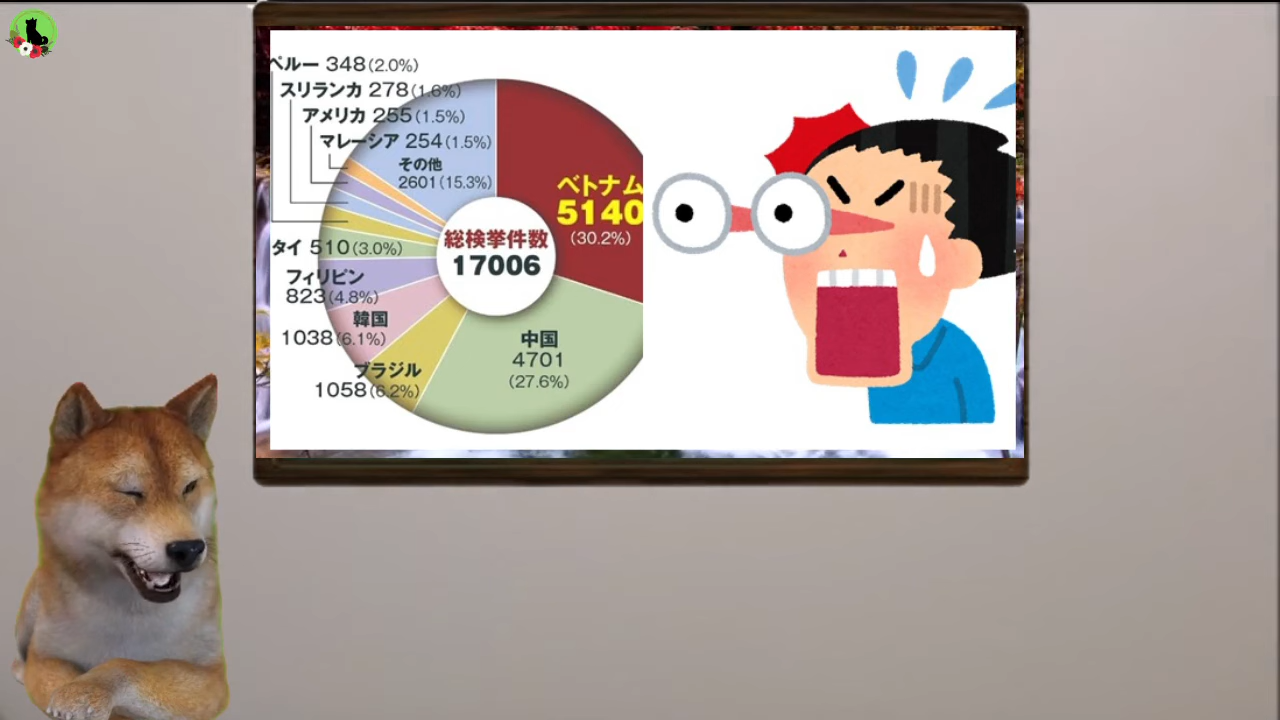 ペルー 348(2.0%)
スリランカ 278(1.6%)
アメリカ 255(1.5%)
マレーシア 254(1.5%)
その他
2601(15.3%)
ベトナム
5140
(30.2%)
総検挙件数
17006
タイ 510(3.0%)
フィリピン
823(4.8%)
韓国
1038(6.1%)
中国
4701
(27.6%)
ブラジル
1058(6.2%)